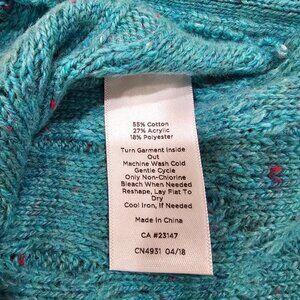 55% Cotton
27% Acrylic
18% Polyester
Turn Garment Inside
Out
Machine Wash Cold
Gentle Cycle
Only Non-Chlorine
Bleach When Needed
Reshape, Lay Flat To
Dry
Cool Iron, If Needed
Made In China
CA #23147
CN4931 04/18